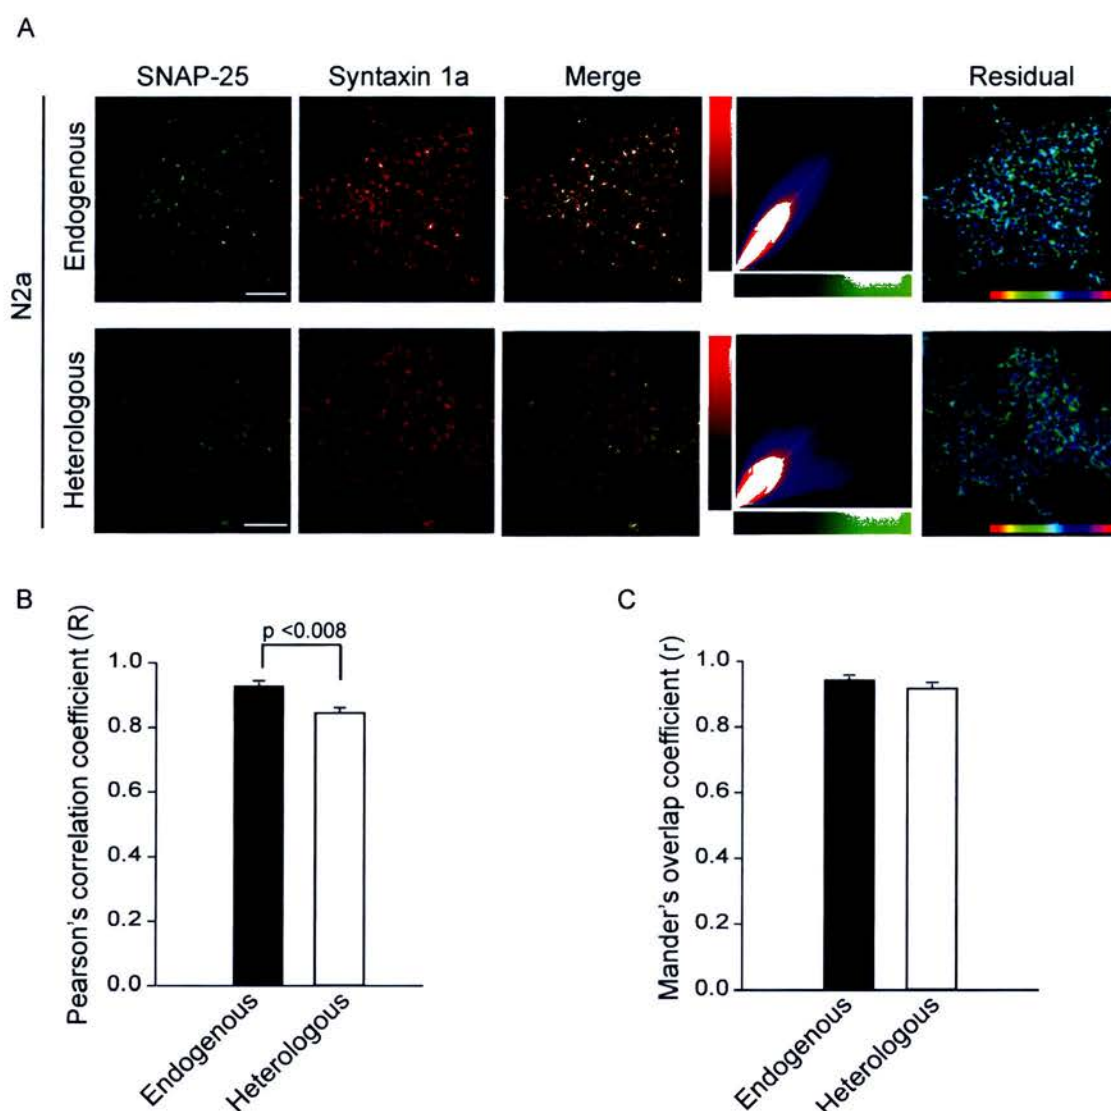 A
SNAP-25 Syntaxin 1a Merge Residual
N2a
Endogenous
Heterologous
B
Pearson's correlation coefficient (R)
p <0.008
1.0
0.8
0.6
0.4
0.2
0.0
Endogenous
Heterologous
C
Mander's overlap coefficient (r)
1.0
0.8
0.6
0.4
0.2
0.0
Endogenous
Heterologous